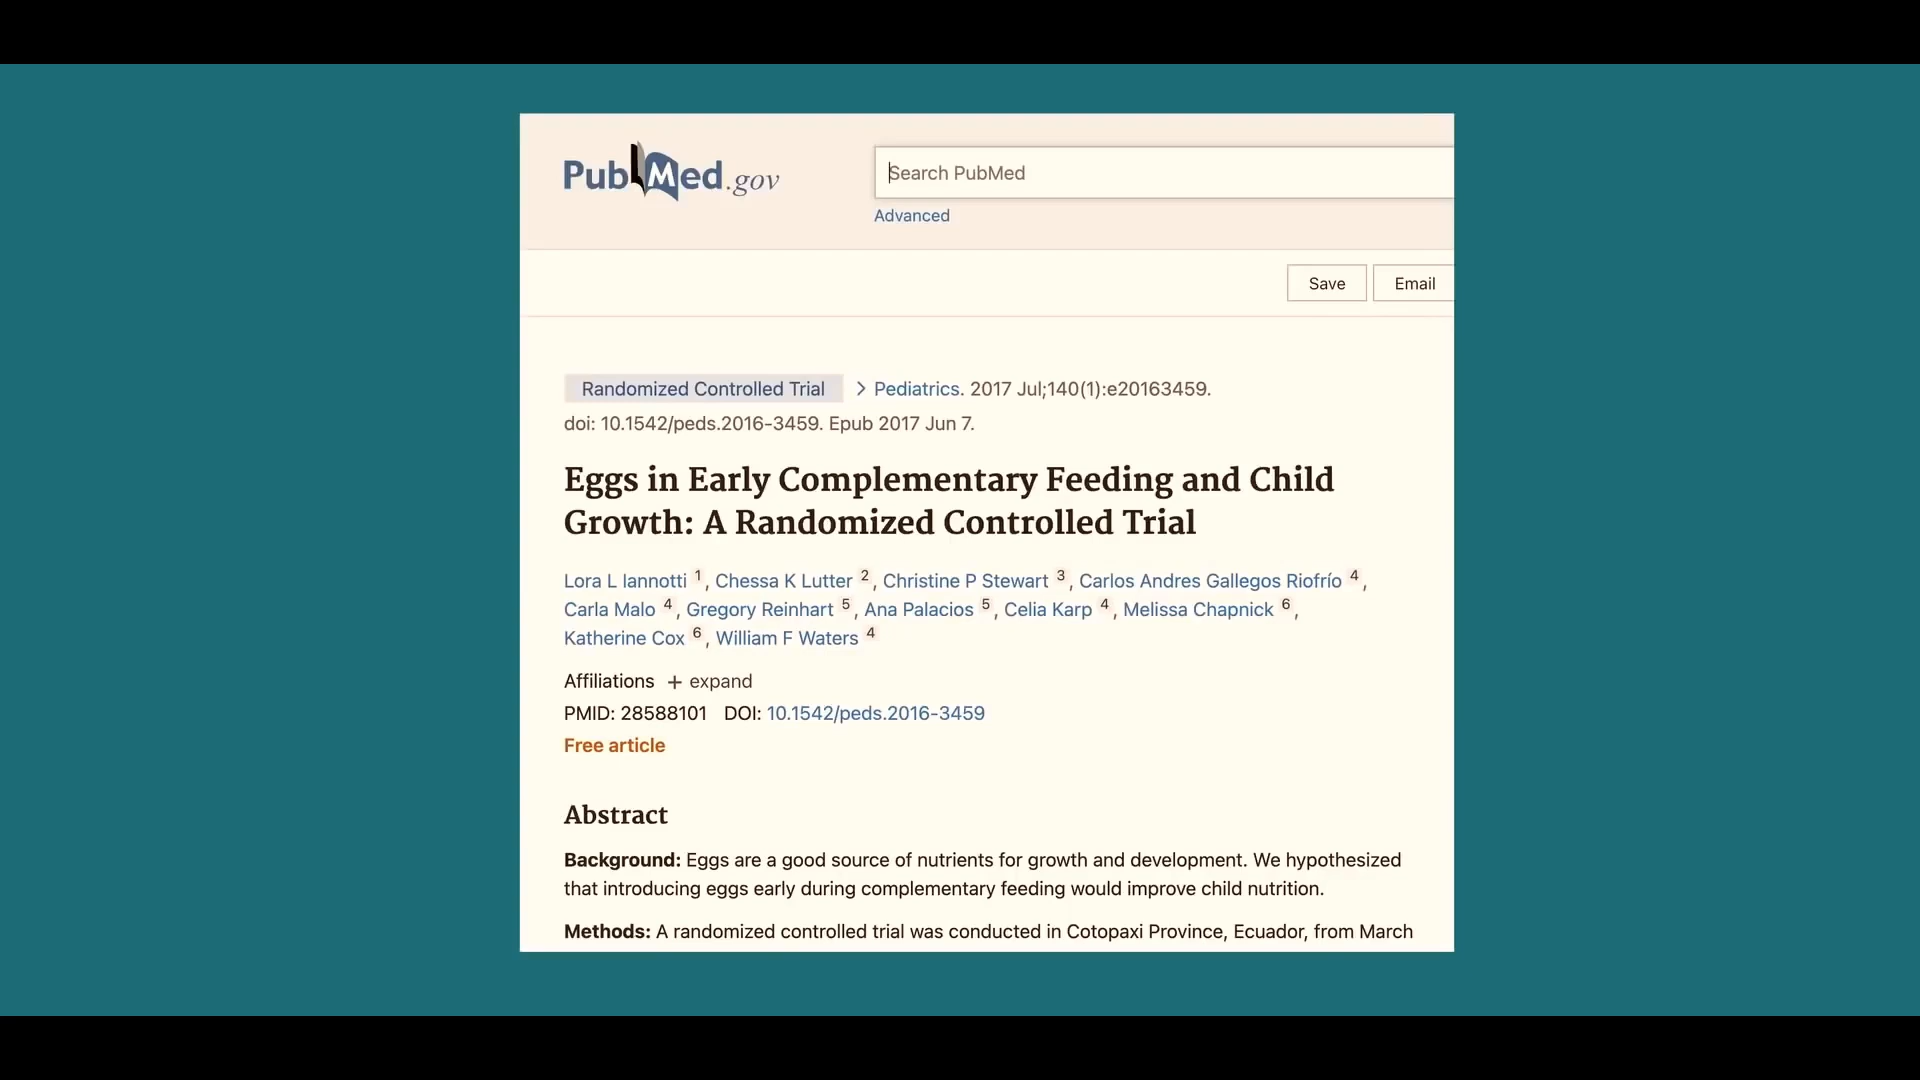 PubMed.gov
Search PubMed
Advanced
Save Email
Randomized Controlled Trial > Pediatrics. 2017 Jul;140(1):e20163459.
doi: 10.1542/peds.2016-3459. Epub 2017 Jun 7.
Eggs in Early Complementary Feeding and Child
Growth: A Randomized Controlled Trial
Lora L Iannotti 1, Chessa K Lutter 2, Christine P Stewart 3, Carlos Andres Gallegos Riofrío 4,
Carla Malo 4, Gregory Reinhart 5, Ana Palacios 5, Celia Karp 4, Melissa Chapnick 6,
Katherine Cox 6, William F Waters 4
Affiliations + expand
PMID: 28588101 DOI: 10.1542/peds.2016-3459
Free article
Abstract
Background: Eggs are a good source of nutrients for growth and development. We hypothesized
that introducing eggs early during complementary feeding would improve child nutrition.
Methods: A randomized controlled trial was conducted in Cotopaxi Province, Ecuador, from March